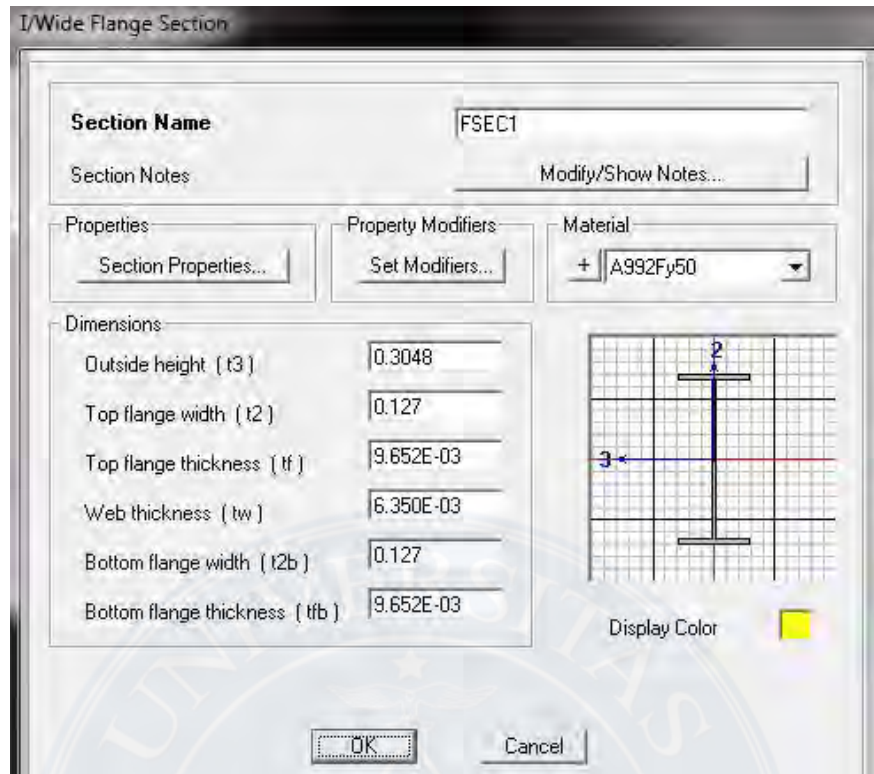 I/Wide Flange Section
Section Name FSEC1
Section Notes Modify/Show Notes...
Properties Property Modifiers Material
Section Properties... Set Modifiers... + A992Fy50
Dimensions
Outside height ( t3 ) 0.3048
Top flange width ( t2 ) 0.127
Top flange thickness ( tf ) 9.652E-03
Web thickness ( tw ) 6.350E-03
Bottom flange width ( t2b ) 0.127
Bottom flange thickness ( tfb ) 9.652E-03
2
3
Display Color
UNIVERSITAS
OK Cancel